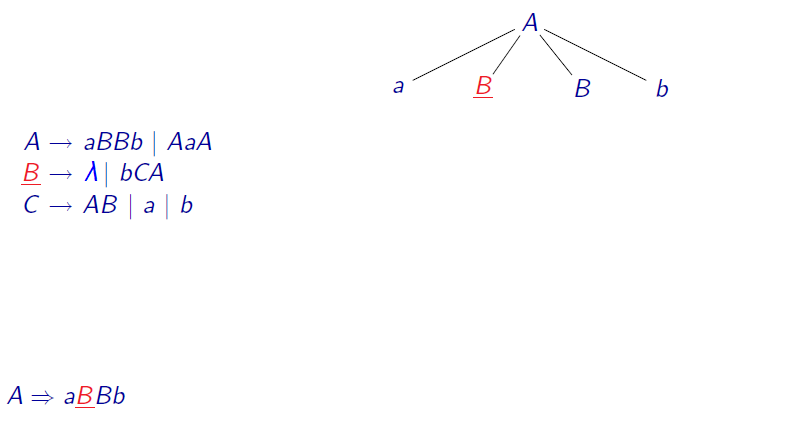 A
a B B b
A → aBBb | AaA
B → λ | bCA
C → AB | a | b
A ⇒ aBBb